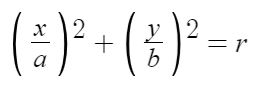 (x/a)² + (y/b)² = r